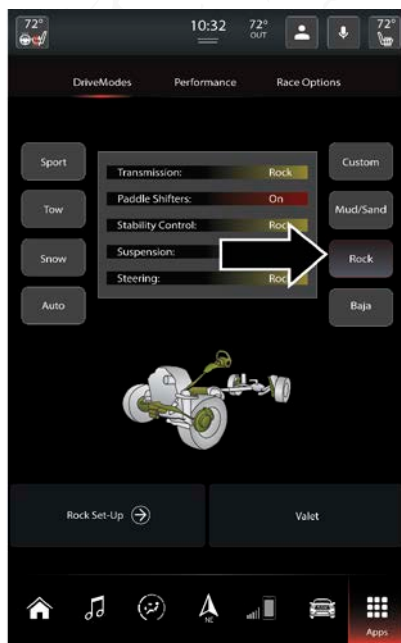 72° 10:32 72° OUT 72°
DriveModes Performance Race Options
Sport
Tow
Snow
Auto
Transmission: Rock
Paddle Shifters: On
Stability Control:
Suspension:
Steering:
Custom
Mud/Sand
Rock
Baja
Rock Set-Up
Valet
NE
Apps